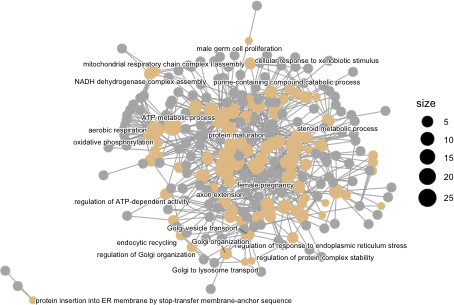 male germ cell proliferation
mitochondrial respiratory chain complex I assembly
cellular response to xenobiotic stimulus
NADH dehydrogenase complex assembly
purine-containing compound catabolic process
size
5
10
15
20
25
ATP metabolic process
aerobic respiration
protein maturation
steroid metabolic process
oxidative phosphorylation
female pregnancy
axon extension
regulation of ATP-dependent activity
Golgi vesicle transport
endocytic recycling
Golgi organization
regulation of response to endoplasmic reticulum stress
regulation of Golgi organization
regulation of protein complex stability
Golgi to lysosome transport
protein insertion into ER membrane by stop-transfer membrane-anchor sequence